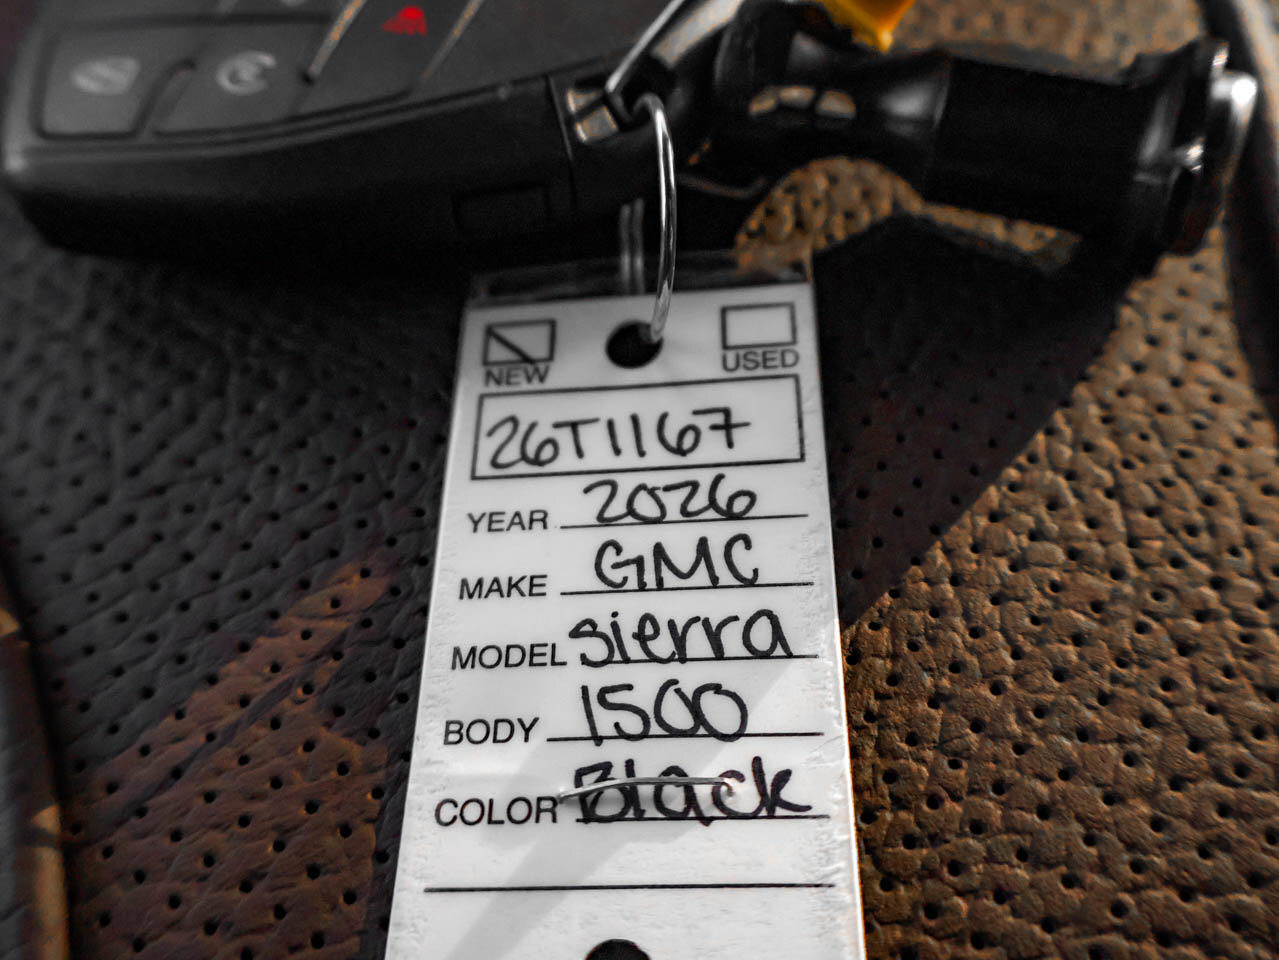 NEW USED
26T1167
YEAR 2026
MAKE GMC
MODEL sierra
BODY 1500
COLOR Black